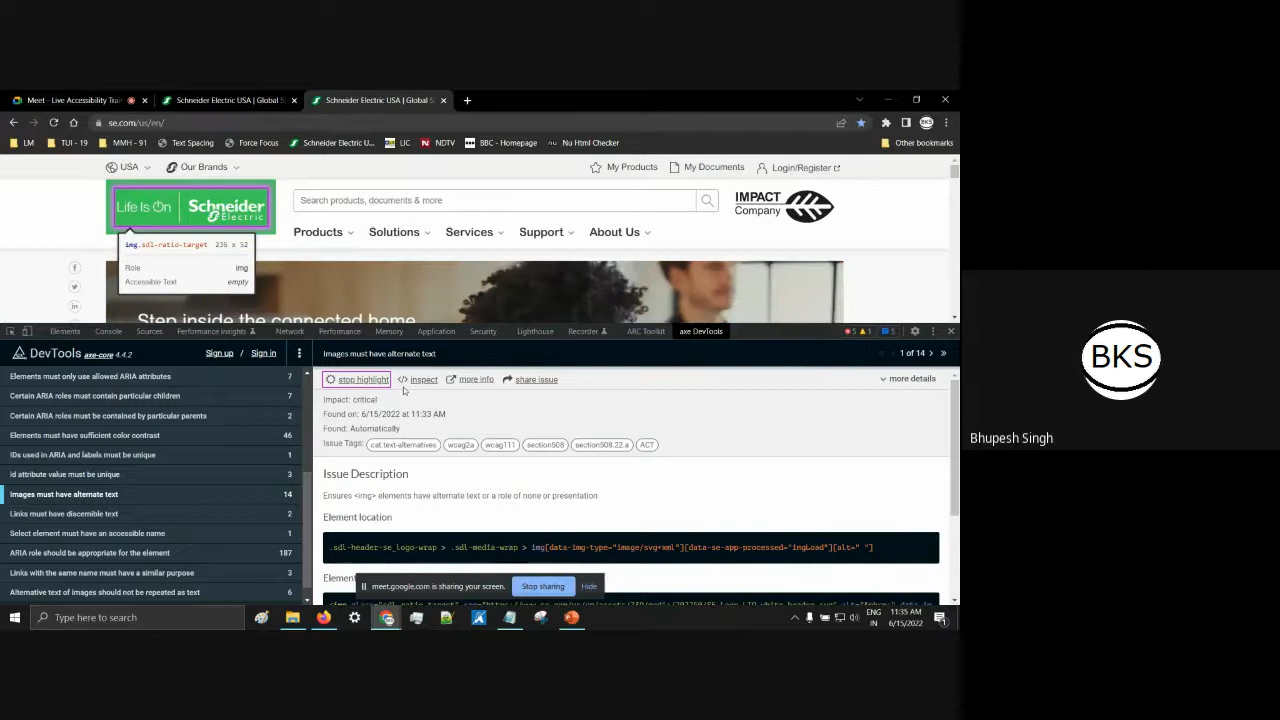 Meet - Live Accessibility Trai
Schneider Electric USA | Global S
Schneider Electric USA | Global S
se.com/us/en/
LM
TUI - 19
MMH - 91
Text Spacing
Force Focus
Schneider Electric U...
LIC
NDTV
BBC - Homepage
Nu Html Checker
Other bookmarks
USA
Our Brands
My Products
My Documents
Login/Register
Life Is On | Schneider Electric
Search products, documents & more
IMPACT
Company
Products
Solutions
Services
Support
About Us
img.sdl-ratio-target 236 x 52
Role img
Accessible Text empty
Step inside the connected home
Elements
Console
Sources
Performance insights
Network
Performance
Memory
Application
Security
Lighthouse
Recorder
ARC Toolkit
axe DevTools
5
1
5
DevTools axe-core 4.4.2
Sign up / Sign in
Images must have alternate text
1 of 14
Elements must only use allowed ARIA attributes 7
Certain ARIA roles must contain particular children 7
Certain ARIA roles must be contained by particular parents 2
Elements must have sufficient color contrast 46
IDs used in ARIA and labels must be unique 1
id attribute value must be unique 3
Images must have alternate text 14
Links must have discernible text 2
Select element must have an accessible name 1
ARIA role should be appropriate for the element 187
Links with the same name must have a similar purpose 3
Alternative text of images should not be repeated as text 6
stop highlight
inspect
more info
share issue
more details
Impact: critical
Found on: 6/15/2022 at 11:33 AM
Found: Automatically
Issue Tags: cat.text-alternatives wcag2a wcag111 section508 section508.22.a ACT
Issue Description
Ensures <img> elements have alternate text or a role of none or presentation
Element location
.sdl-header-se_logo-wrap > .sdl-media-wrap > img[data-img-type="image/svg+xml"][data-se-app-processed="imgLoad"][alt=" "]
Element
meet.google.com is sharing your screen.
Stop sharing
Hide
Type here to search
ENG
IN
11:35 AM
6/15/2022
1
BKS
BKS
Bhupesh Singh